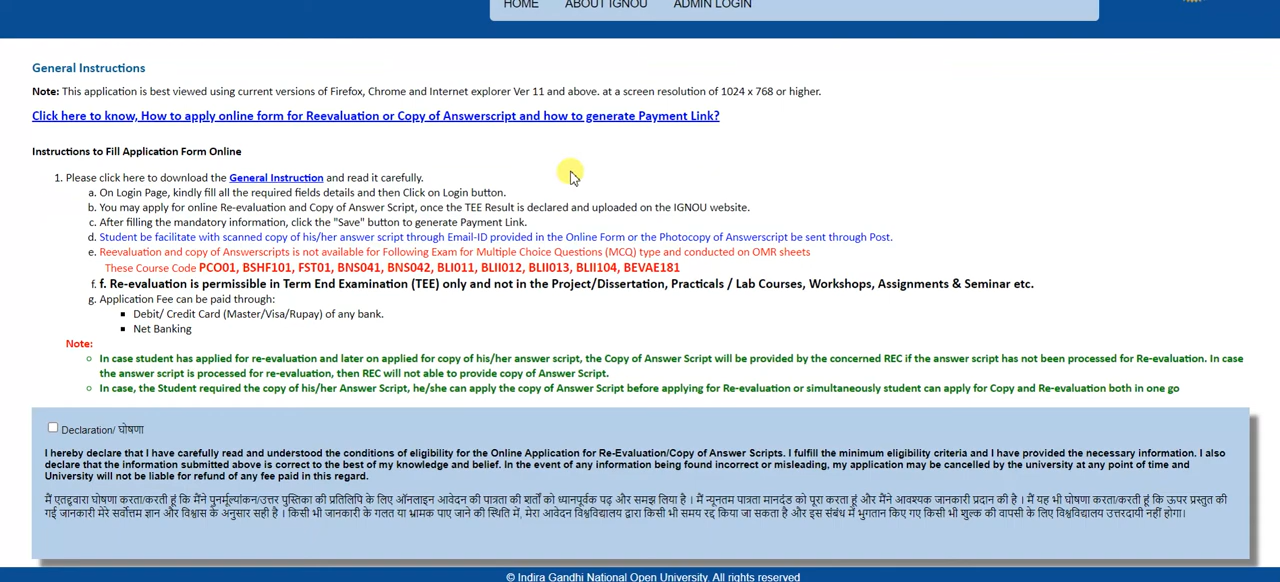 HOME ABOUT IGNOU ADMIN LOGIN
General Instructions
Note: This application is best viewed using current versions of Firefox, Chrome and Internet explorer Ver 11 and above. at a screen resolution of 1024 x 768 or higher.
Click here to know, How to apply online form for Reevaluation or Copy of Answerscript and how to generate Payment Link?
Instructions to Fill Application Form Online
1. Please click here to download the General Instruction and read it carefully.
a. On Login Page, kindly fill all the required fields details and then Click on Login button.
b. You may apply for online Re-evaluation and Copy of Answer Script, once the TEE Result is declared and uploaded on the IGNOU website.
c. After filling the mandatory information, click the "Save" button to generate Payment Link.
d. Student be facilitate with scanned copy of his/her answer script through Email-ID provided in the Online Form or the Photocopy of Answerscript be sent through Post.
e. Reevaluation and copy of Answerscripts is not available for Following Exam for Multiple Choice Questions (MCQ) type and conducted on OMR sheets
These Course Code PCO01, BSHF101, FST01, BNS041, BNS042, BLI011, BLII012, BLII013, BLII104, BEVAE181
f. f. Re-evaluation is permissible in Term End Examination (TEE) only and not in the Project/Dissertation, Practicals / Lab Courses, Workshops, Assignments & Seminar etc.
g. Application Fee can be paid through:
▪ Debit/ Credit Card (Master/Visa/Rupay) of any bank.
▪ Net Banking
Note:
○ In case student has applied for re-evaluation and later on applied for copy of his/her answer script, the Copy of Answer Script will be provided by the concerned REC if the answer script has not been processed for Re-evaluation. In case
the answer script is processed for re-evaluation, then REC will not able to provide copy of Answer Script.
○ In case, the Student required the copy of his/her Answer Script, he/she can apply the copy of Answer Script before applying for Re-evaluation or simultaneously student can apply for Copy and Re-evaluation both in one go
Declaration/ घोषणा
I hereby declare that I have carefully read and understood the conditions of eligibility for the Online Application for Re-Evaluation/Copy of Answer Scripts. I fulfill the minimum eligibility criteria and I have provided the necessary information. I also
declare that the information submitted above is correct to the best of my knowledge and belief. In the event of any information being found incorrect or misleading, my application may be cancelled by the university at any point of time and
University will not be liable for refund of any fee paid in this regard.
मैं एतद्द्वारा घोषणा करता/करती हूं कि मैंने पुनर्मूल्यांकन/उत्तर पुस्तिका की प्रतिलिपि के लिए ऑनलाइन आवेदन की पात्रता की शर्तों को ध्यानपूर्वक पढ़ और समझ लिया है । मैं न्यूनतम पात्रता मानदंड को पूरा करता हूं और मैंने आवश्यक जानकारी प्रदान की है । मैं यह भी घोषणा करता/करती हूं कि ऊपर प्रस्तुत की
गई जानकारी मेरे सर्वोत्तम ज्ञान और विश्वास के अनुसार सही है । किसी भी जानकारी के गलत या भ्रामक पाए जाने की स्थिति में, मेरा आवेदन विश्वविद्यालय द्वारा किसी भी समय रद्द किया जा सकता है और इस संबंध में भुगतान किए गए किसी भी शुल्क की वापसी के लिए विश्वविद्यालय उत्तरदायी नहीं होगा।
© Indira Gandhi National Open University. All rights reserved